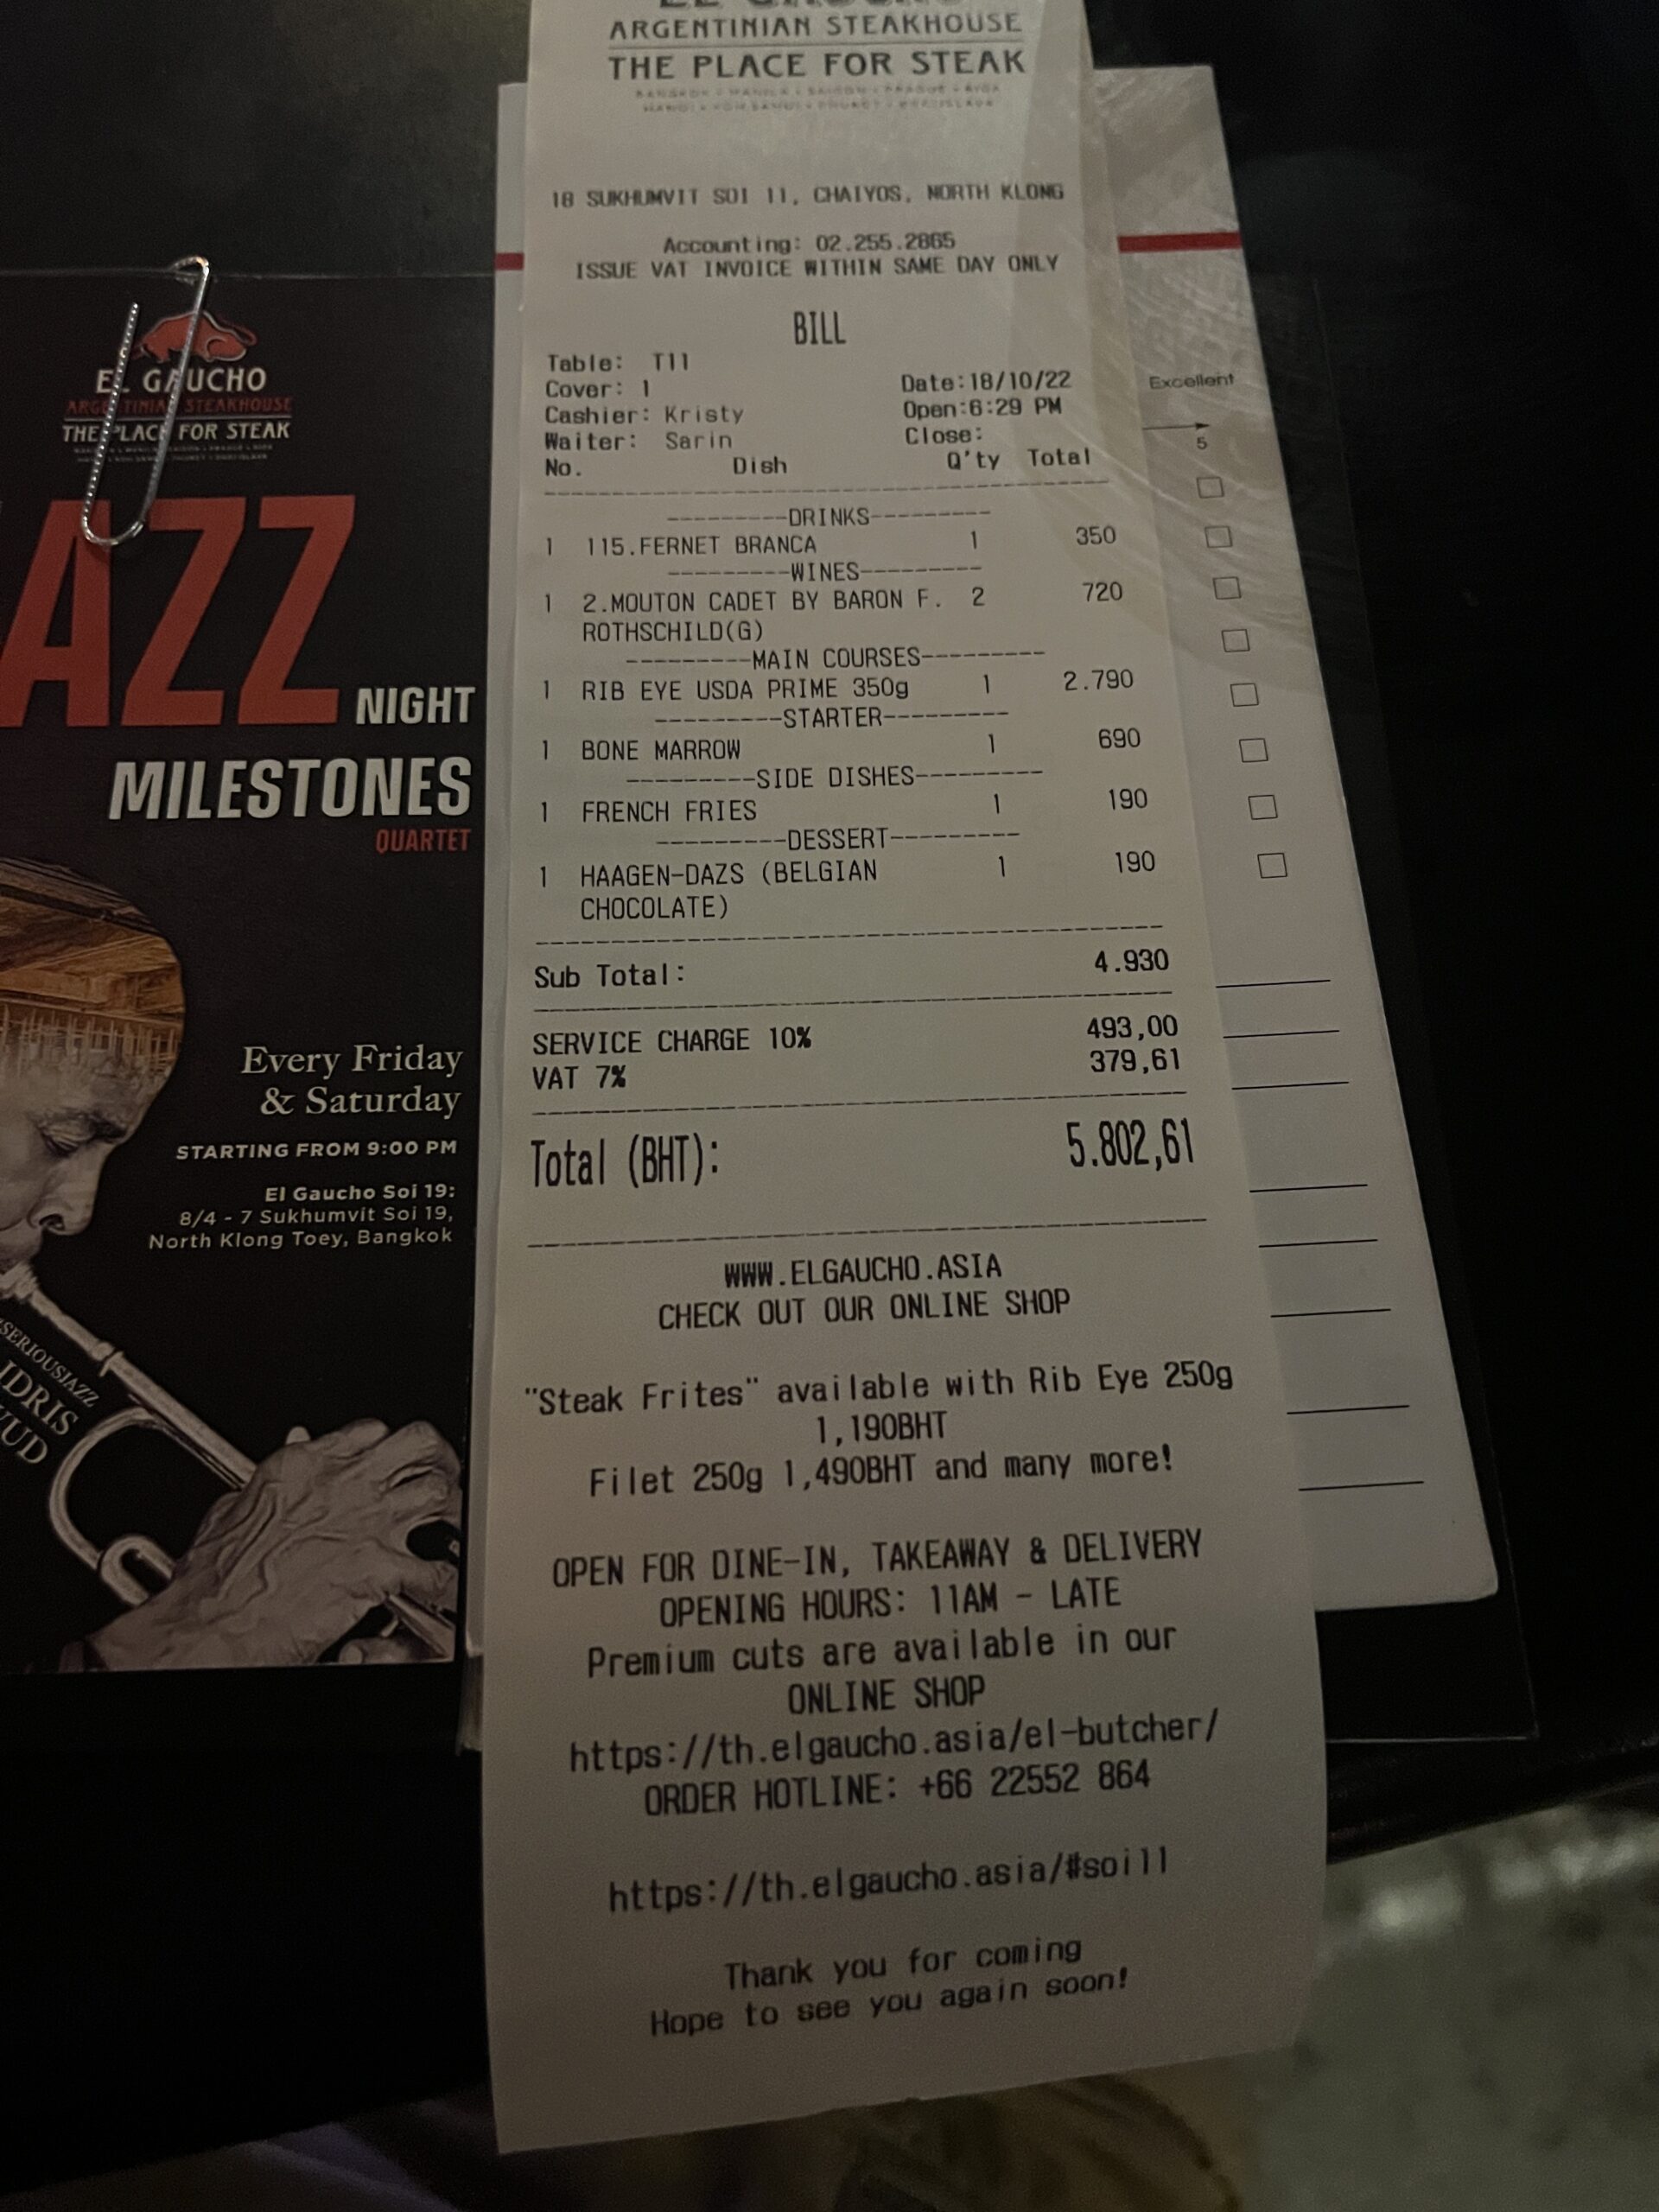 ARGENTINIAN STEAKHOUSE
THE PLACE FOR STEAK
18 SUKHUMVIT SOI 11, CHAIYOS, NORTH KLONG
Accounting: 02.255.2865
ISSUE VAT INVOICE WITHIN SAME DAY ONLY
BILL
Table: T11
Cover: 1 Date:18/10/22
Cashier: Kristy Open:6:29 PM
Waiter: Sarin Close:
No. Dish Q'ty Total
---------DRINKS---------
1 115.FERNET BRANCA 1 350
---------WINES---------
1 2.MOUTON CADET BY BARON F. 2 720
ROTHSCHILD(G)
---------MAIN COURSES---------
1 RIB EYE USDA PRIME 350g 1 2.790
---------STARTER---------
1 BONE MARROW 1 690
---------SIDE DISHES---------
1 FRENCH FRIES 1 190
---------DESSERT---------
1 HAAGEN-DAZS (BELGIAN 1 190
CHOCOLATE)
Sub Total: 4.930
SERVICE CHARGE 10% 493,00
VAT 7% 379,61
Total (BHT): 5.802,61
WWW.ELGAUCHO.ASIA
CHECK OUT OUR ONLINE SHOP
"Steak Frites" available with Rib Eye 250g
1,190BHT
Filet 250g 1,490BHT and many more!
OPEN FOR DINE-IN, TAKEAWAY & DELIVERY
OPENING HOURS: 11AM - LATE
Premium cuts are available in our
ONLINE SHOP
https://th.elgaucho.asia/el-butcher/
ORDER HOTLINE: +66 22552 864
https://th.elgaucho.asia/#soi11
Thank you for coming
Hope to see you again soon!
EL GAUCHO
ARGENTINIAN STEAKHOUSE
THE PLACE FOR STEAK
AZZ
NIGHT
MILESTONES
QUARTET
Every Friday
& Saturday
STARTING FROM 9:00 PM
El Gaucho Soi 19:
8/4 - 7 Sukhumvit Soi 19,
North Klong Toey, Bangkok
SERIOUSJAZZ
IDRIS
UD
Excellent
5